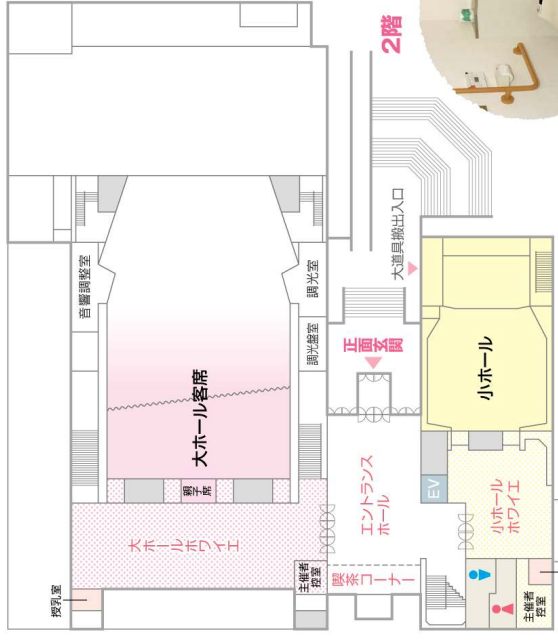 2階
音響調整室
調光室
調光盤室
大ホール客席
親子席
大ホールホワイエ
授乳室
主催者
控室
大道具搬出入口
正面
玄関
エントランス
ホール
喫茶コーナー
小ホール
EV
小ホール
ホワイエ
主催者
控室